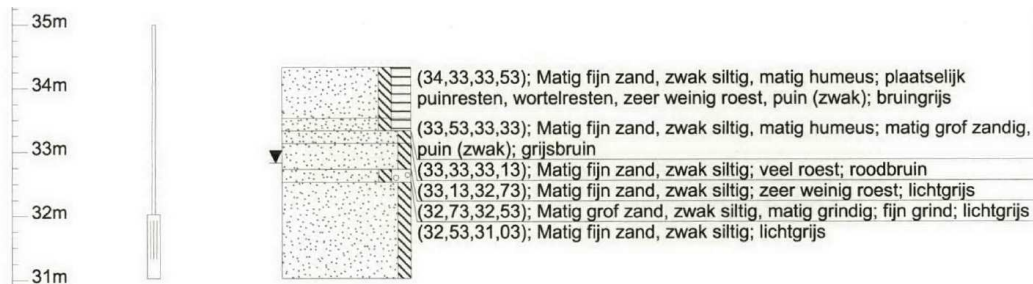 35m
34m
33m
32m
31m
(34,33,33,53); Matig fijn zand, zwak siltig, matig humeus; plaatselijk
puinresten, wortelresten, zeer weinig roest, puin (zwak); bruingrijs
(33,53,33,33); Matig fijn zand, zwak siltig, matig humeus; matig grof zandig,
puin (zwak); grijsbruin
(33,33,33,13); Matig fijn zand, zwak siltig; veel roest; roodbruin
(33,13,32,73); Matig fijn zand, zwak siltig; zeer weinig roest; lichtgrijs
(32,73,32,53); Matig grof zand, zwak siltig, matig grindig; fijn grind; lichtgrijs
(32,53,31,03); Matig fijn zand, zwak siltig; lichtgrijs